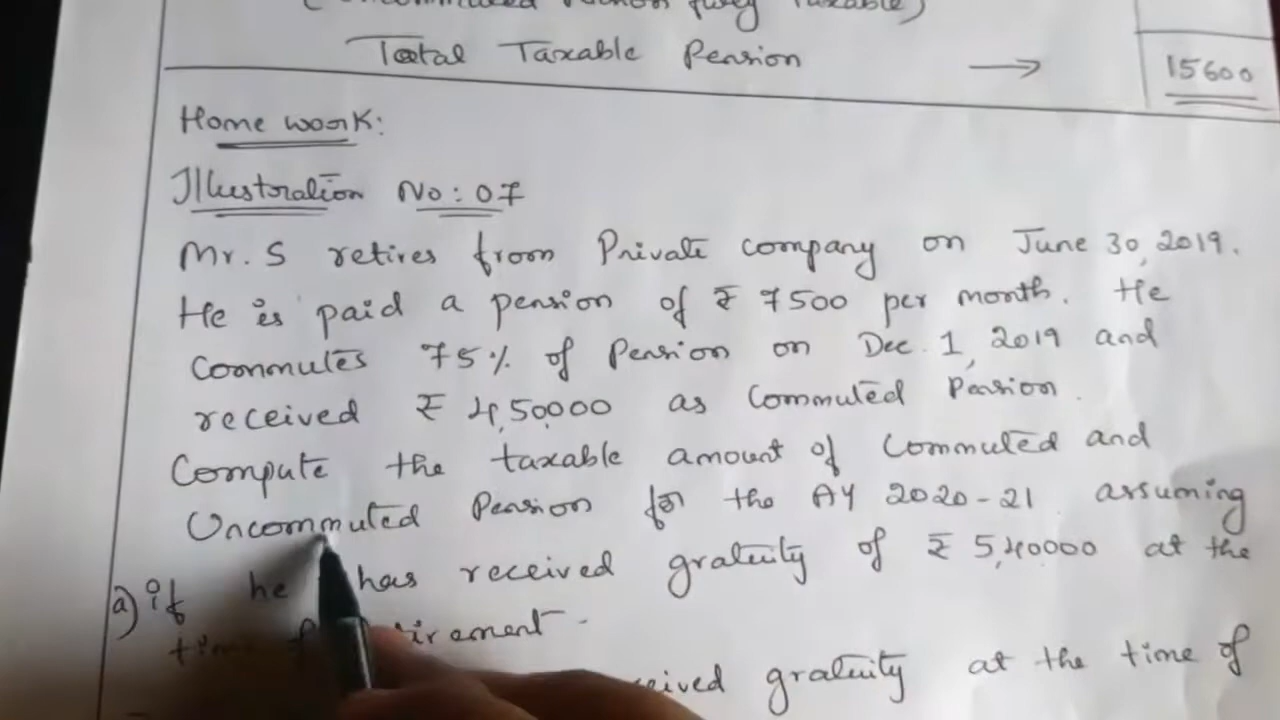 Taxable)
Total Taxable Pension → 15600
Home work:
Illustration No: 07
Mr. S retires from Private company on June 30, 2019.
He is paid a pension of ₹ 7500 per month. He
Commutes 75% of Pension on Dec. 1, 2019 and
received ₹ 4,50000 as Commuted Pension.
Compute the taxable amount of Commuted and
Uncommuted Pension for the AY 2020-21 assuming
a) if he has received gratuity of ₹ 5,40000 at the
gratuity at the time of